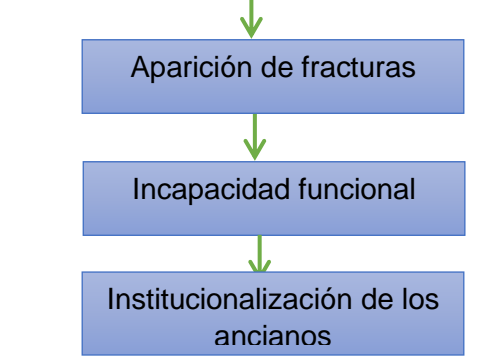 Aparición de fracturas
Incapacidad funcional
Institucionalización de los
ancianos